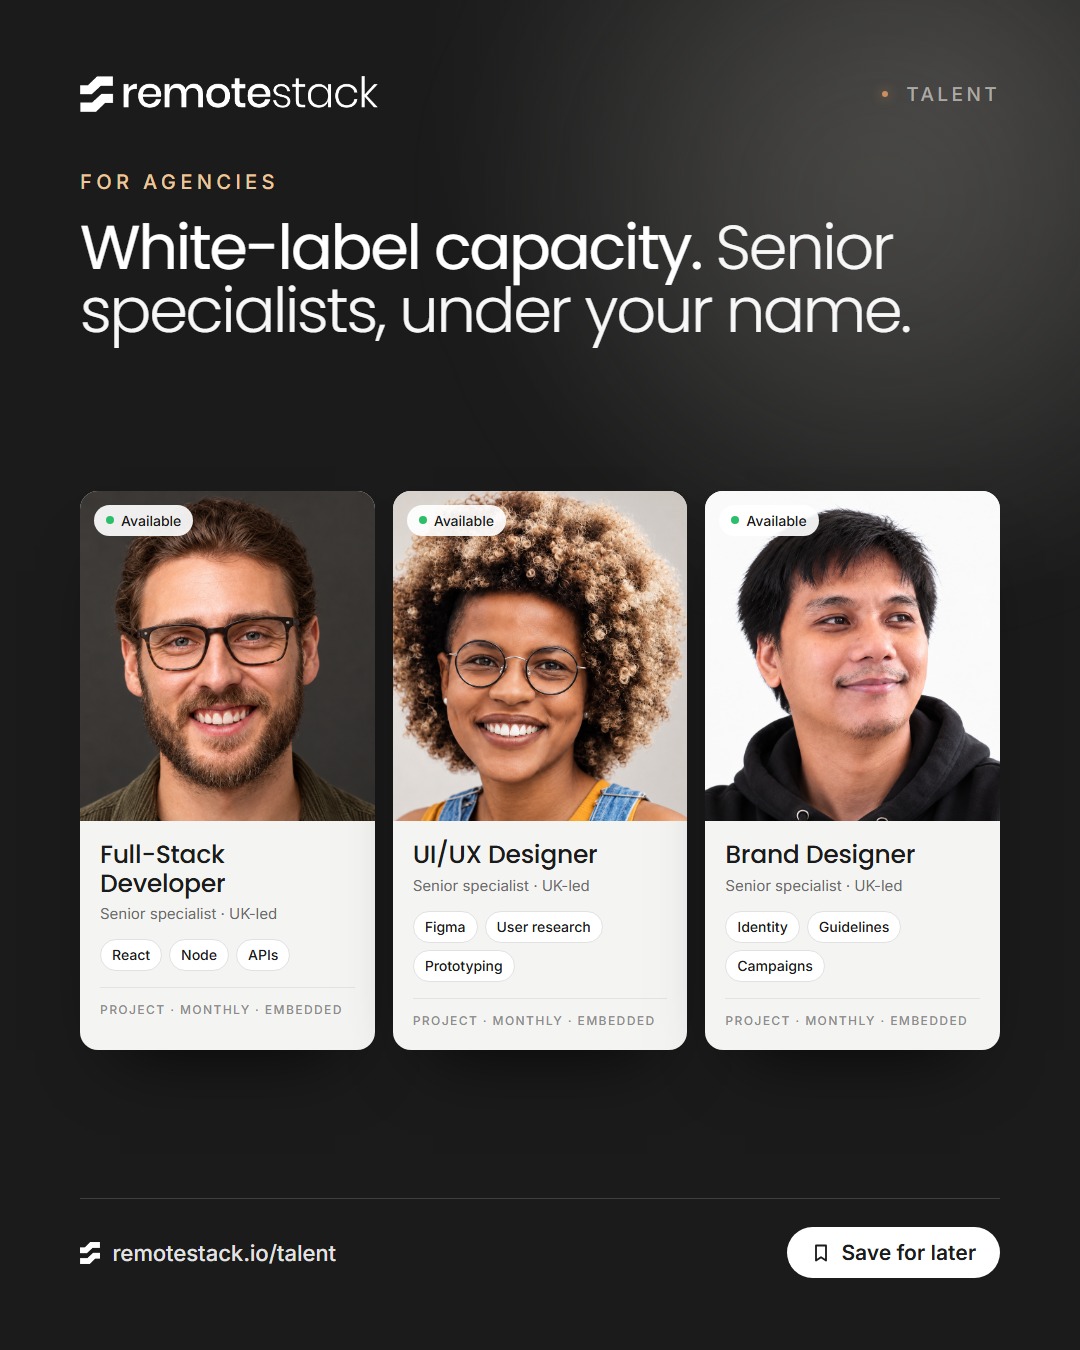 remotestack
TALENT
FOR AGENCIES
White-label capacity. Senior
specialists, under your name.
Available
Full-Stack
Developer
Senior specialist · UK-led
React
Node
APIs
PROJECT · MONTHLY · EMBEDDED
Available
UI/UX Designer
Senior specialist · UK-led
Figma
User research
Prototyping
PROJECT · MONTHLY · EMBEDDED
Available
Brand Designer
Senior specialist · UK-led
Identity
Guidelines
Campaigns
PROJECT · MONTHLY · EMBEDDED
remotestack.io/talent
Save for later